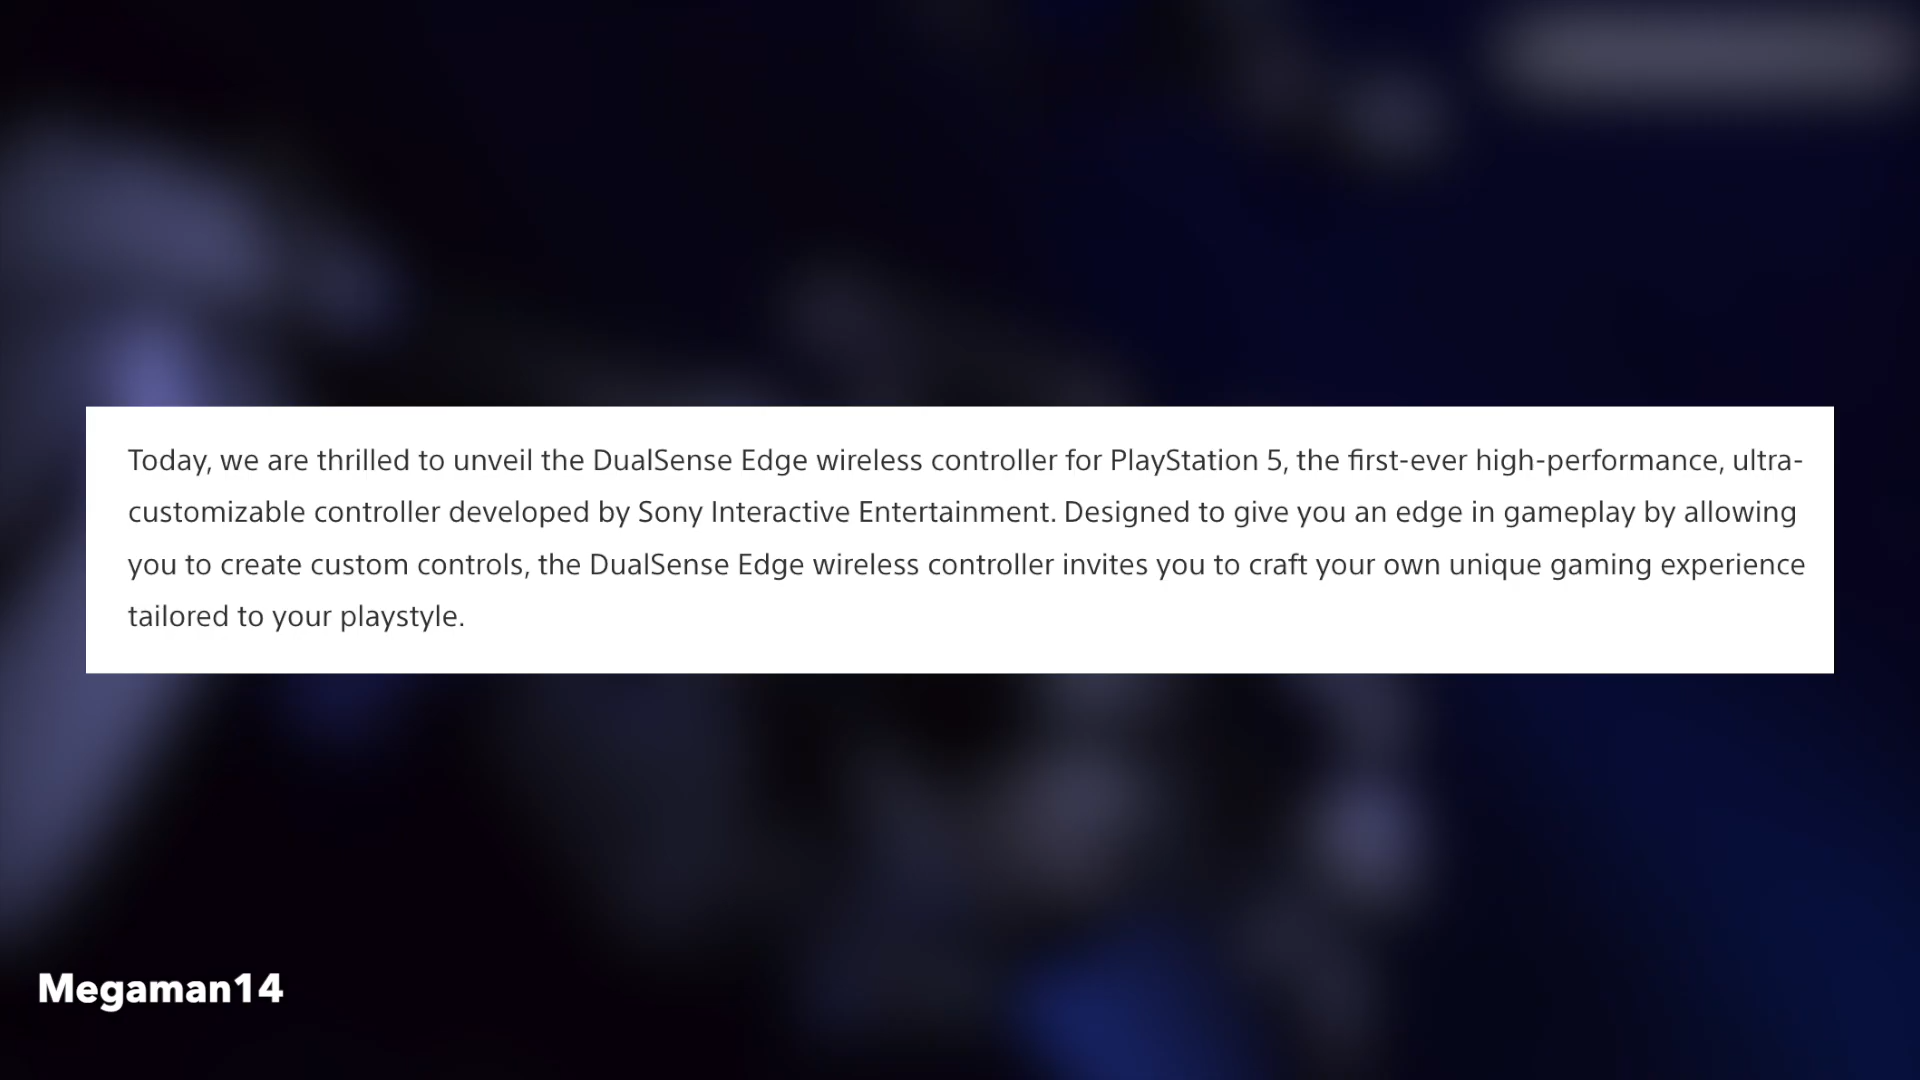 Today, we are thrilled to unveil the DualSense Edge wireless controller for PlayStation 5, the first-ever high-performance, ultra-
customizable controller developed by Sony Interactive Entertainment. Designed to give you an edge in gameplay by allowing
you to create custom controls, the DualSense Edge wireless controller invites you to craft your own unique gaming experience
tailored to your playstyle.
Megaman14